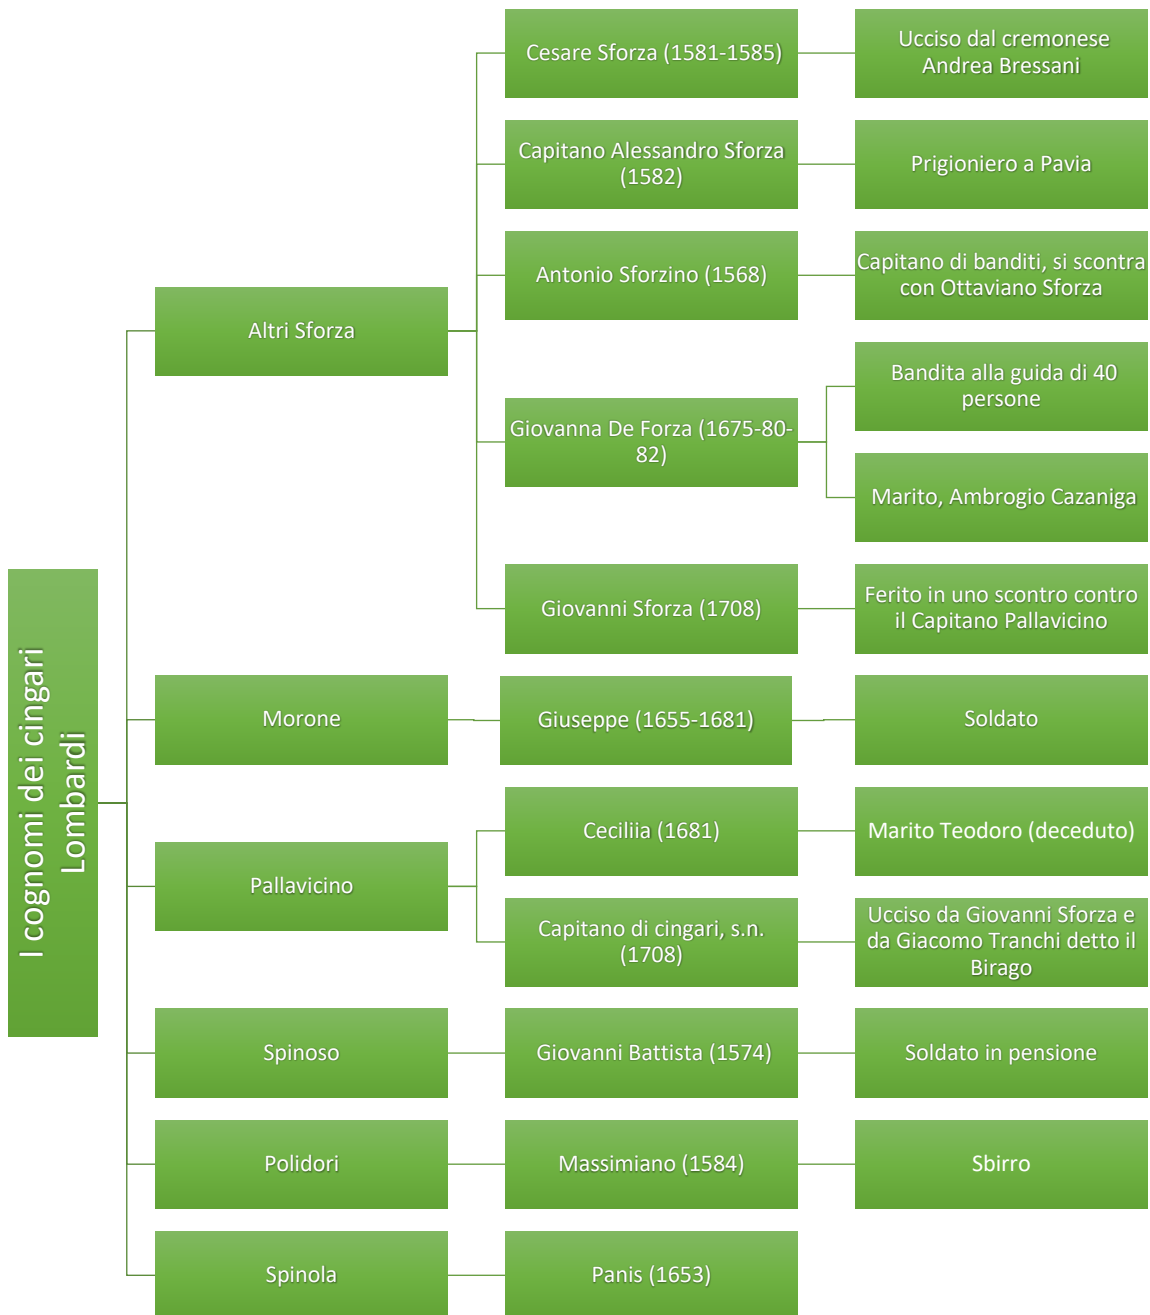 I cognomi dei cingari
Lombardi
Altri Sforza
Cesare Sforza (1581-1585)
Ucciso dal cremonese
Andrea Bressani
Capitano Alessandro Sforza
(1582)
Prigioniero a Pavia
Antonio Sforzino (1568)
Capitano di banditi, si scontra
con Ottaviano Sforza
Giovanna De Forza (1675-80-
82)
Bandita alla guida di 40
persone
Marito, Ambrogio Cazaniga
Giovanni Sforza (1708)
Ferito in uno scontro contro
il Capitano Pallavicino
Morone
Giuseppe (1655-1681)
Soldato
Pallavicino
Ceciliia (1681)
Marito Teodoro (deceduto)
Capitano di cingari, s.n.
(1708)
Ucciso da Giovanni Sforza e
da Giacomo Tranchi detto il
Birago
Spinoso
Giovanni Battista (1574)
Soldato in pensione
Polidori
Massimiano (1584)
Sbirro
Spinola
Panis (1653)